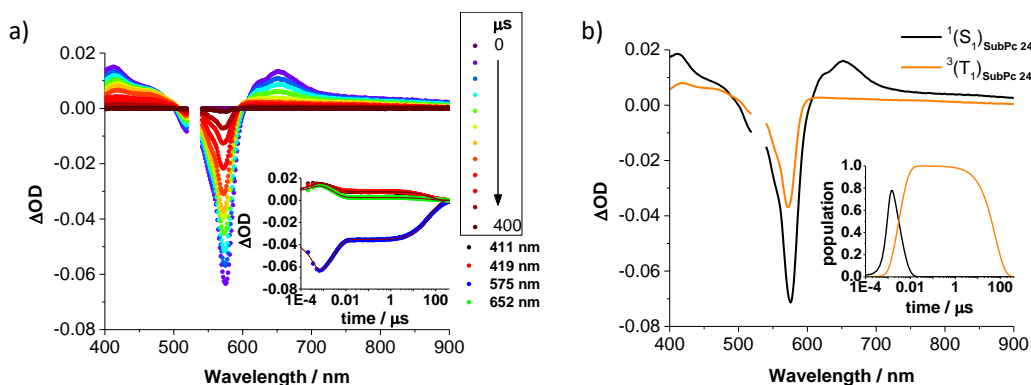 a)
μs
0
400
411 nm
419 nm
575 nm
652 nm
0.02
0.00
-0.02
-0.04
-0.06
-0.08
ΔOD
400 500 600 700 800 900
Wavelength / nm
0.02
0.00
-0.02
-0.04
-0.06
-0.08
ΔOD
1E-4 0.01 1 100
time / μs
b)
¹(S₁)SubPc 24
³(T₁)SubPc 24
0.02
0.00
-0.02
-0.04
-0.06
-0.08
ΔOD
400 500 600 700 800 900
Wavelength / nm
1.0
0.8
0.6
0.4
0.2
0.0
population
1E-4 0.01 1 100
time / μs